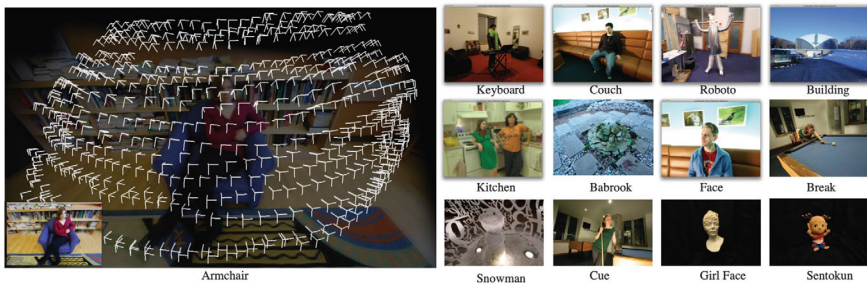 Keyboard
Couch
Roboto
Building
Kitchen
Babrook
Face
Break
Armchair
Snowman
Cue
Girl Face
Sentokun